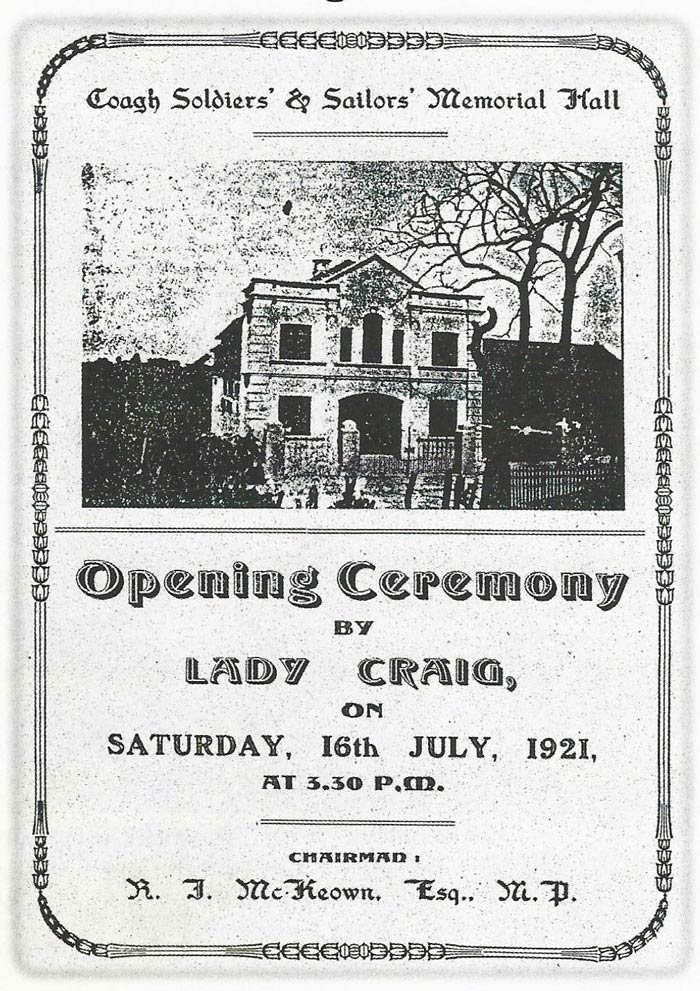 Coagh Soldiers' & Sailors' Memorial Hall
Opening Ceremony
BY
LADY CRAIG,
ON
SATURDAY, 16th JULY, 1921,
AT 3.30 P.M.
CHAIRMAN :
R. J. McKeown, Esq., M.P.